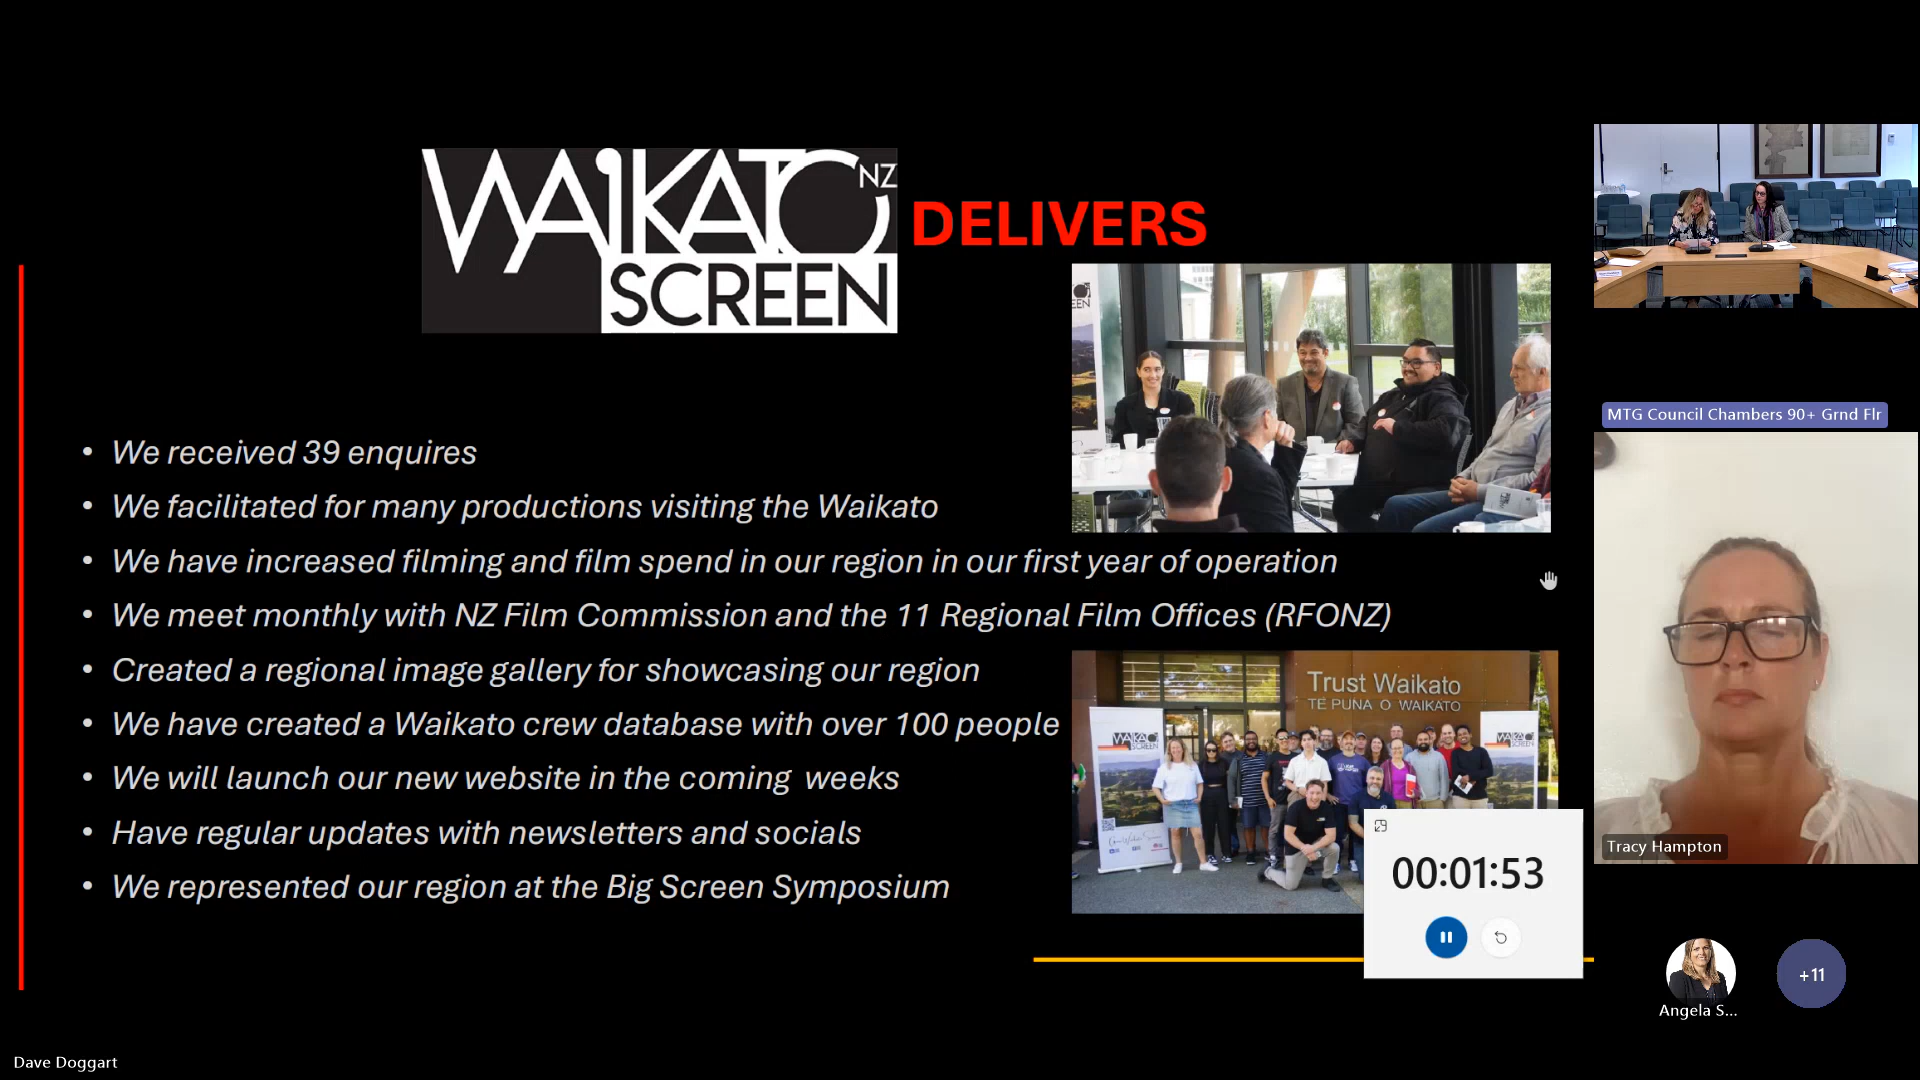 WAIKATO NZ
SCREEN
DELIVERS
• We received 39 enquires
• We facilitated for many productions visiting the Waikato
• We have increased filming and film spend in our region in our first year of operation
• We meet monthly with NZ Film Commission and the 11 Regional Film Offices (RFONZ)
• Created a regional image gallery for showcasing our region
• We have created a Waikato crew database with over 100 people
• We will launch our new website in the coming weeks
• Have regular updates with newsletters and socials
• We represented our region at the Big Screen Symposium
Trust Waikato
TE PUNA O WAIKATO
WAIKATO
SCREEN
WAIKATO
SCREEN
00:01:53
MTG Council Chambers 90+ Grnd Flr
Tracy Hampton
Angela S...
+11
Dave Doggart